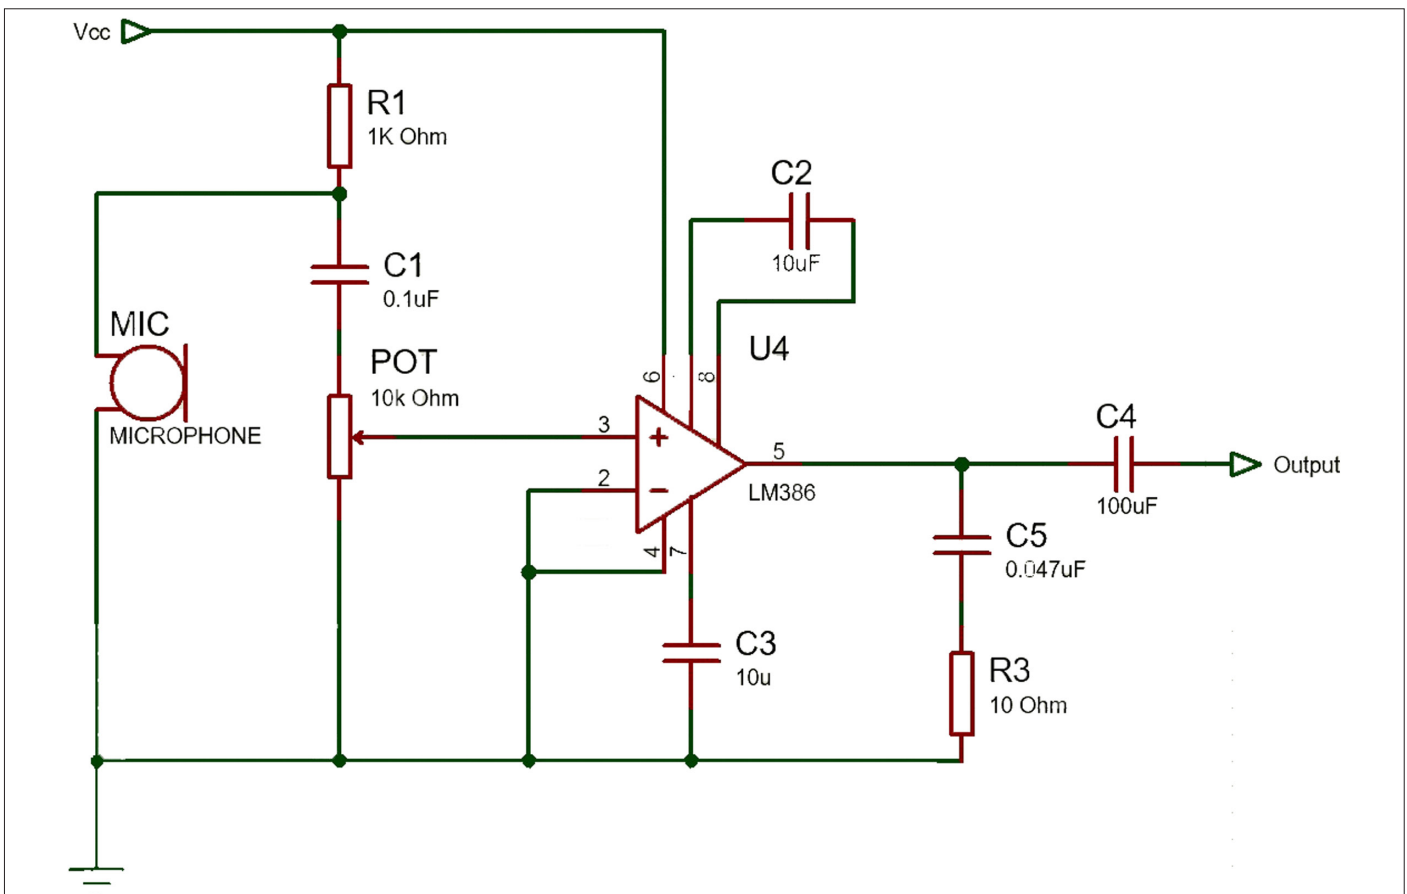 Vcc
R1
1K Ohm
C2
10uF
C1
0.1uF
MIC
MICROPHONE
POT
10k Ohm
U4
6
8
3
+
2
−
5
LM386
4
7
C4
100uF
Output
C5
0.047uF
C3
10u
R3
10 Ohm